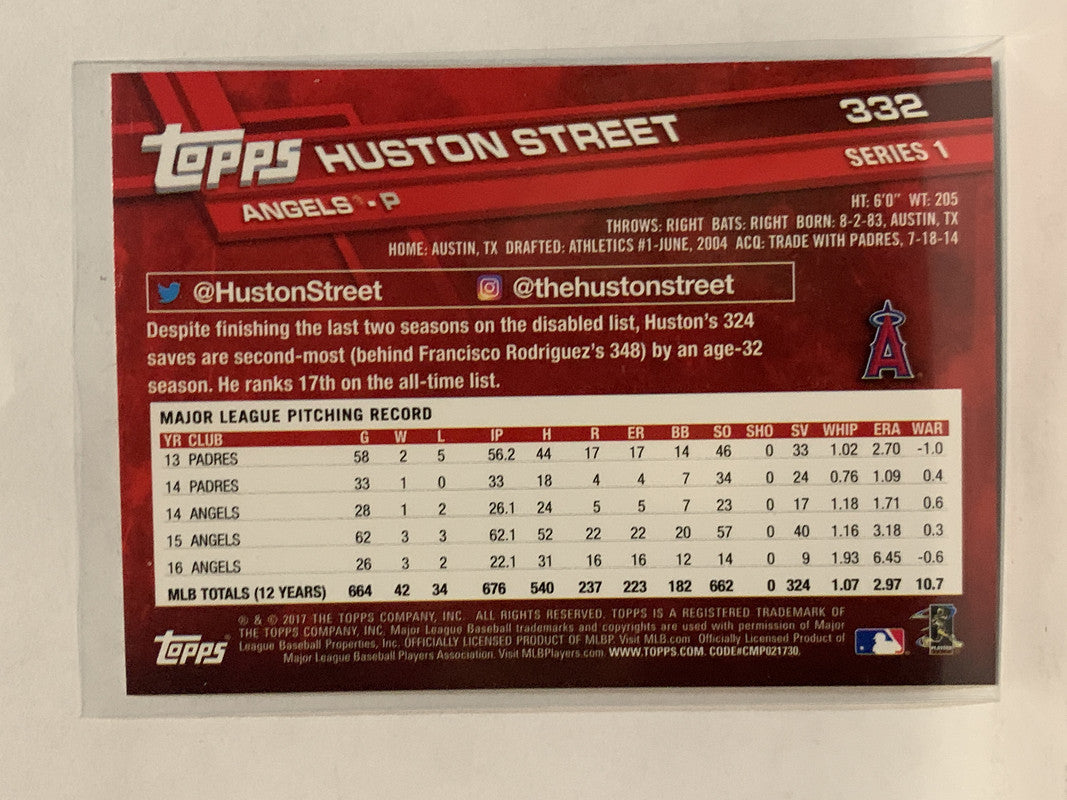 Topps HUSTON STREET 332
SERIES 1
ANGELS® • P
HT: 6'0" WT: 205
THROWS: RIGHT BATS: RIGHT BORN: 8-2-83, AUSTIN, TX
HOME: AUSTIN, TX DRAFTED: ATHLETICS #1-JUNE, 2004 ACQ: TRADE WITH PADRES, 7-18-14
@HustonStreet @thehustonstreet
Despite finishing the last two seasons on the disabled list, Huston's 324
saves are second-most (behind Francisco Rodriguez's 348) by an age-32
season. He ranks 17th on the all-time list.
A
MAJOR LEAGUE PITCHING RECORD
YR CLUB G W L IP H R ER BB SO SHO SV WHIP ERA WAR
13 PADRES 58 2 5 56.2 44 17 17 14 46 0 33 1.02 2.70 -1.0
14 PADRES 33 1 0 33 18 4 4 7 34 0 24 0.76 1.09 0.4
14 ANGELS 28 1 2 26.1 24 5 5 7 23 0 17 1.18 1.71 0.6
15 ANGELS 62 3 3 62.1 52 22 22 20 57 0 40 1.16 3.18 0.3
16 ANGELS 26 3 2 22.1 31 16 16 12 14 0 9 1.93 6.45 -0.6
MLB TOTALS (12 YEARS) 664 42 34 676 540 237 223 182 662 0 324 1.07 2.97 10.7
® & © 2017 THE TOPPS COMPANY, INC. ALL RIGHTS RESERVED. TOPPS IS A REGISTERED TRADEMARK OF
THE TOPPS COMPANY, INC. Major League Baseball trademarks and copyrights are used with permission of Major
League Baseball Properties, Inc. OFFICIALLY LICENSED PRODUCT OF MLBP. Visit MLB.com Officially Licensed Product of
Major League Baseball Players Association. Visit MLBPlayers.com. WWW.TOPPS.COM. CODE#CMP021730.
Topps